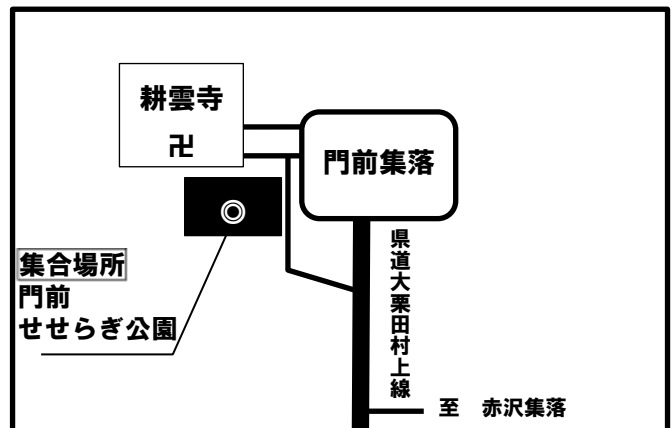 耕雲寺
卍
門前集落
◎
集合場所
門前
せせらぎ公園
県道大栗田村上線
至　赤沢集落